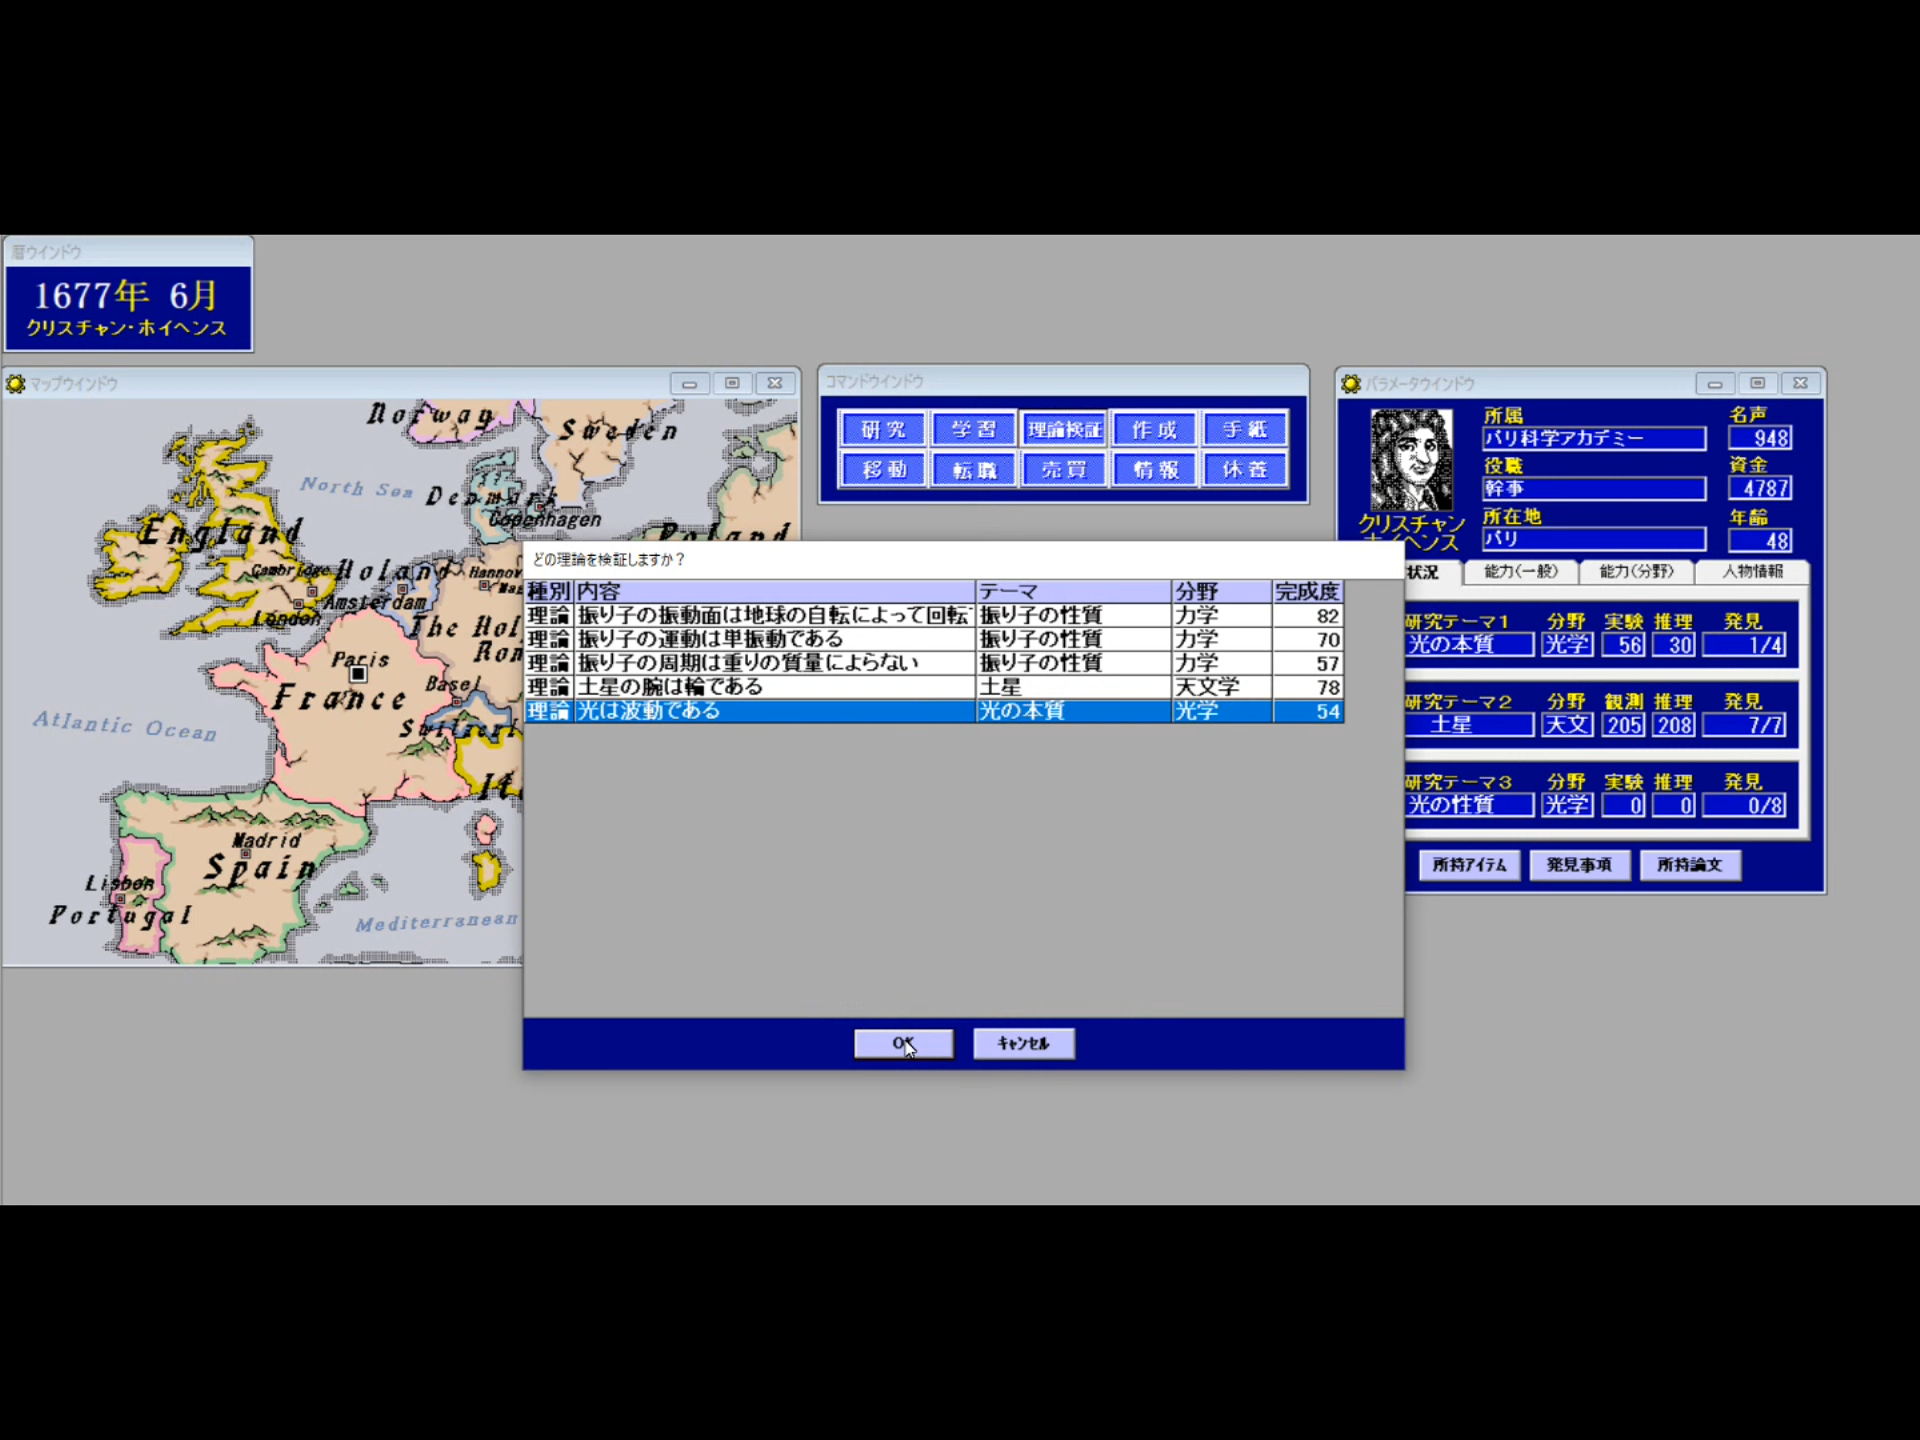 暦ウインドウ
1677年 6月
クリスチャン・ホイヘンス
マップウインドウ
Norway
Sweden
North Sea
Denmark
Copenhagen
England
Poland
Cambridge
Holand
Hannov
Amsterdam
London
The Hol
Rom
Paris
France
Basel
Switzerl
Atlantic Ocean
Madrid
Spain
Lisbon
Portugal
Mediterranean
コマンドウインドウ
研究 学習 理論検証 作成 手紙
移動 転職 売買 情報 休養
パラメータウインドウ
所属 名声
パリ科学アカデミー 948
役職 資金
幹事 4787
所在地 年齢
パリ 48
クリスチャン
ホイヘンス
状況 能力(一般) 能力(分野) 人物情報
研究テーマ1 分野 実験 推理 発見
光の本質 光学 56 30 1/4
研究テーマ2 分野 観測 推理 発見
土星 天文 205 208 7/7
研究テーマ3 分野 実験 推理 発見
光の性質 光学 0 0 0/8
所持アイテム 発見事項 所持論文
どの理論を検証しますか？
種別 内容 テーマ 分野 完成度
理論 振り子の振動面は地球の自転によって回転 振り子の性質 力学 82
理論 振り子の運動は単振動である 振り子の性質 力学 70
理論 振り子の周期は重りの質量によらない 振り子の性質 力学 57
理論 土星の腕は輪である 土星 天文学 78
理論 光は波動である 光の本質 光学 54
OK キャンセル